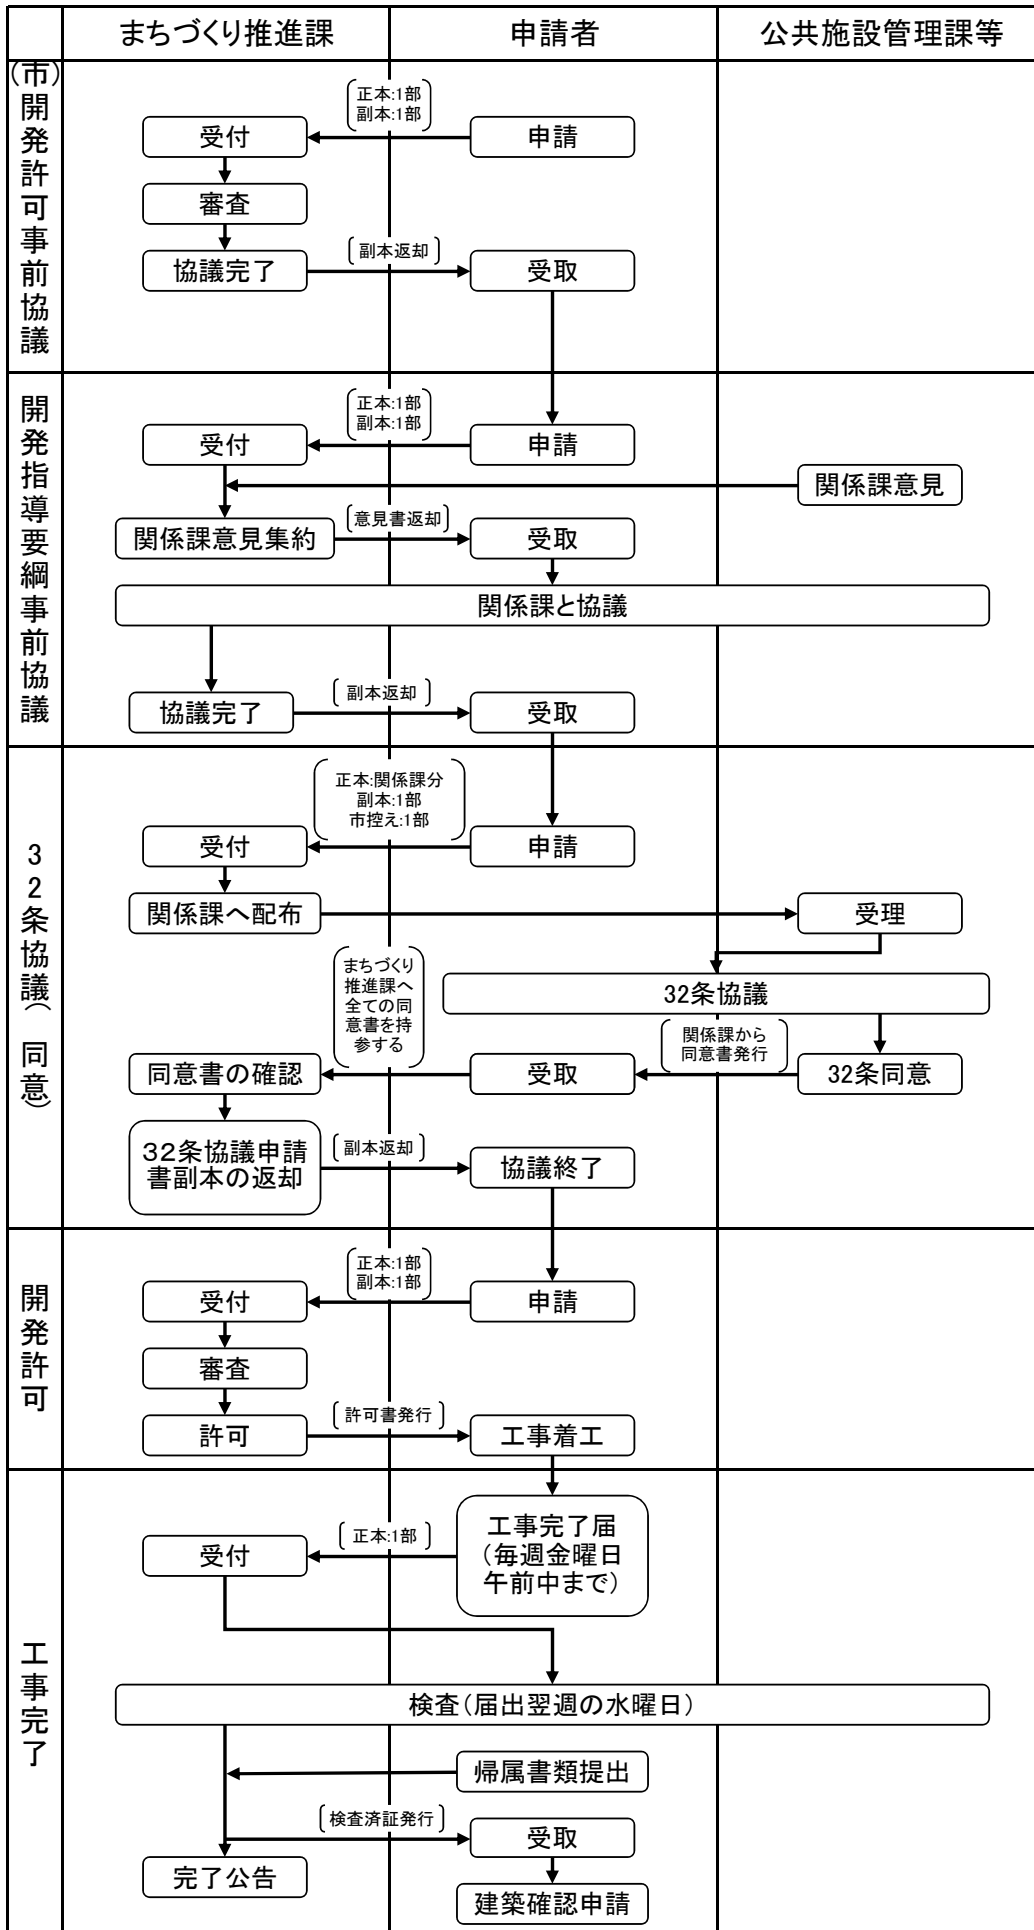 まちづくり推進課
申請者
公共施設管理課等
(市)開発許可事前協議
正本:1部
副本:1部
受付
申請
審査
副本返却
協議完了
受取
開発指導要綱事前協議
正本:1部
副本:1部
受付
申請
関係課意見
意見書返却
関係課意見集約
受取
関係課と協議
副本返却
協議完了
受取
32条協議(同意)
正本:関係課分
副本:1部
市控え:1部
受付
申請
関係課へ配布
受理
まちづくり
推進課へ
全ての同
意書を持
参する
32条協議
関係課から
同意書発行
同意書の確認
受取
32条同意
32条協議申請
書副本の返却
副本返却
協議終了
開発許可
正本:1部
副本:1部
受付
申請
審査
許可書発行
許可
工事着工
工事完了
正本:1部
受付
工事完了届
(毎週金曜日
午前中まで)
検査(届出翌週の水曜日)
帰属書類提出
検査済証発行
受取
完了公告
建築確認申請